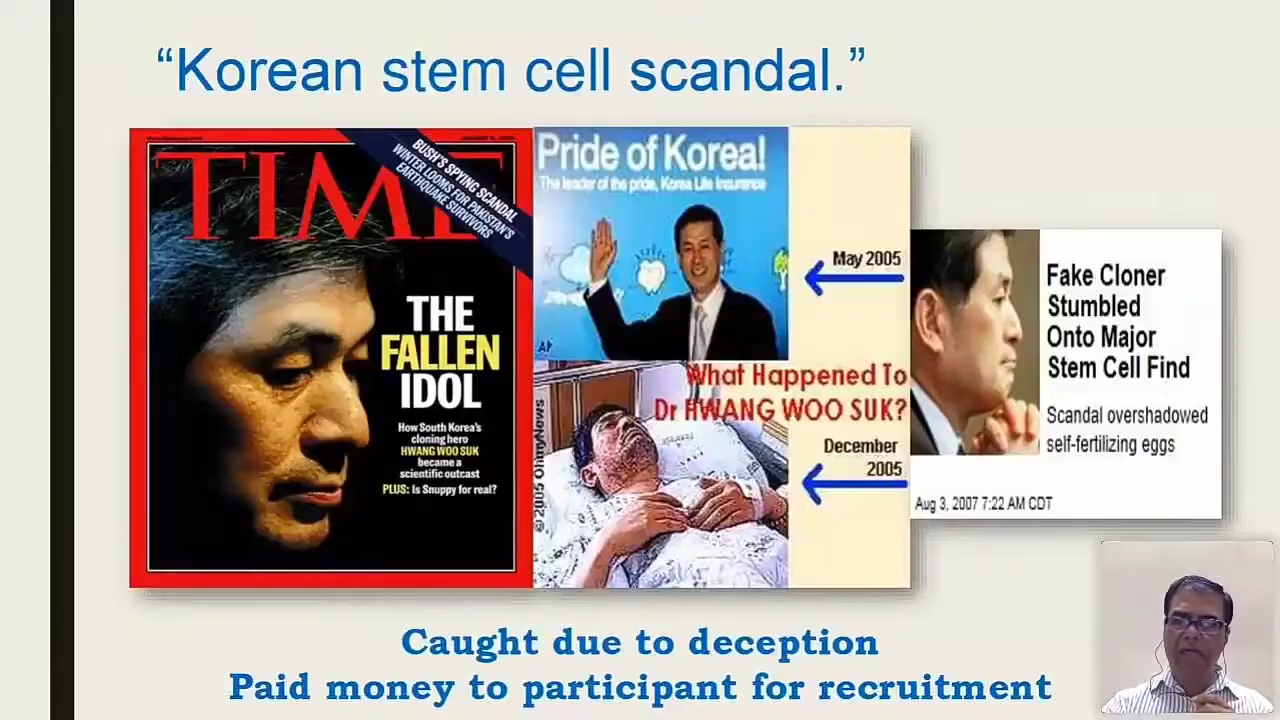 “Korean stem cell scandal.”
TIME
BUSH'S SPYING SCANDAL
WINTER LOOMS FOR PAKISTAN'S
EARTHQUAKE SURVIVORS
THE
FALLEN
IDOL
How South Korea's
cloning hero
HWANG WOO SUK
became a
scientific outcast
PLUS: Is Snuppy for real?
Pride of Korea!
The leader of the pride, Korea Life Insurance
May 2005
What Happened To
Dr HWANG WOO SUK?
December
2005
© 2005 OhmyNews
Fake Cloner
Stumbled
Onto Major
Stem Cell Find
Scandal overshadowed
self-fertilizing eggs
Aug 3, 2007 7:22 AM CDT
Caught due to deception
Paid money to participant for recruitment